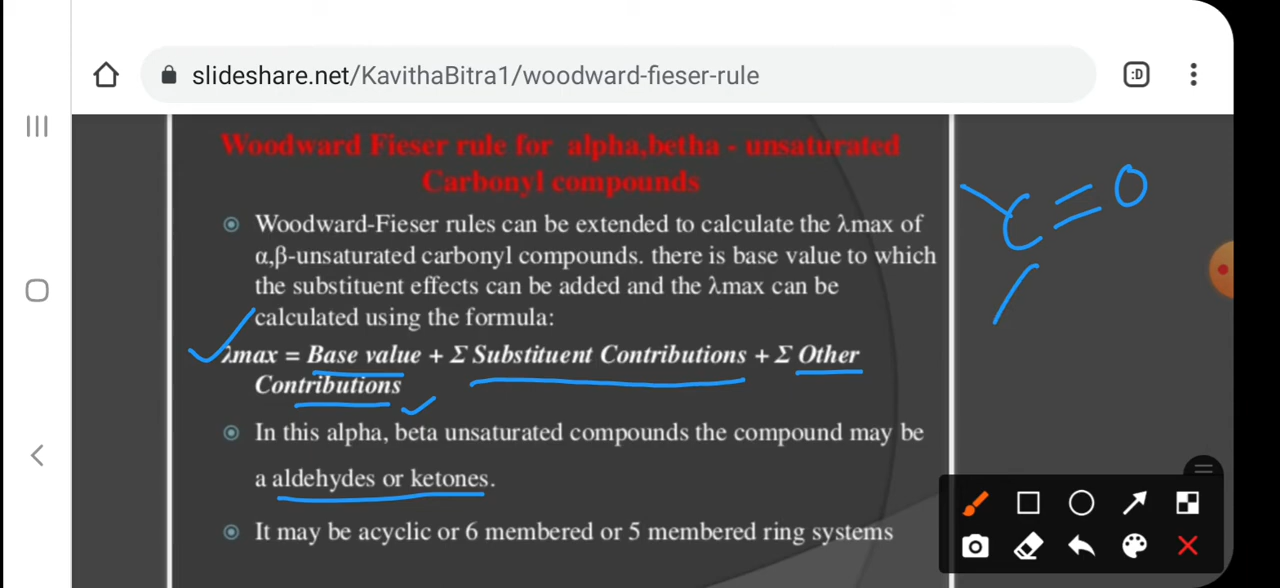 slideshare.net/KavithaBitra1/woodward-fieser-rule
:D
Woodward Fieser rule for alpha,betha - unsaturated
Carbonyl compounds
Woodward-Fieser rules can be extended to calculate the λmax of
α,β-unsaturated carbonyl compounds. there is base value to which
the substituent effects can be added and the λmax can be
calculated using the formula:
λmax = Base value + Σ Substituent Contributions + Σ Other
Contributions
In this alpha, beta unsaturated compounds the compound may be
a aldehydes or ketones.
It may be acyclic or 6 membered or 5 membered ring systems
C=O